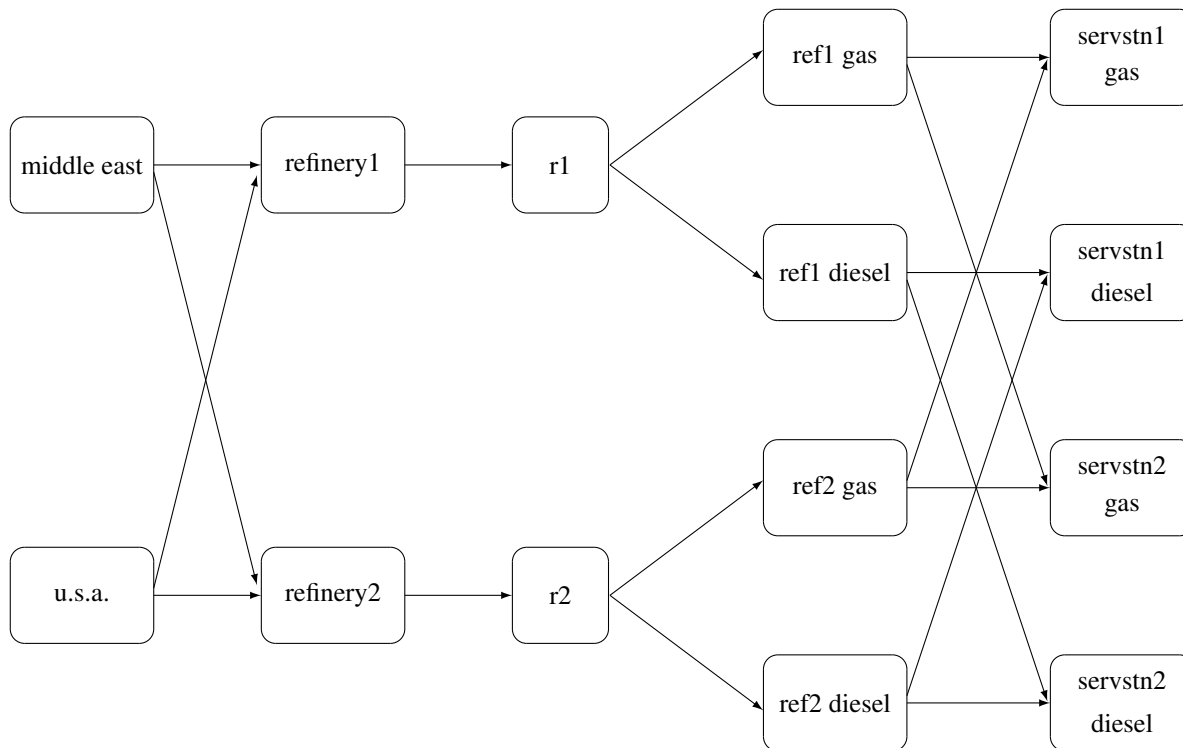 ref1 gas
servstn1
gas
middle east
refinery1
r1
ref1 diesel
servstn1
diesel
ref2 gas
servstn2
gas
u.s.a.
refinery2
r2
ref2 diesel
servstn2
diesel